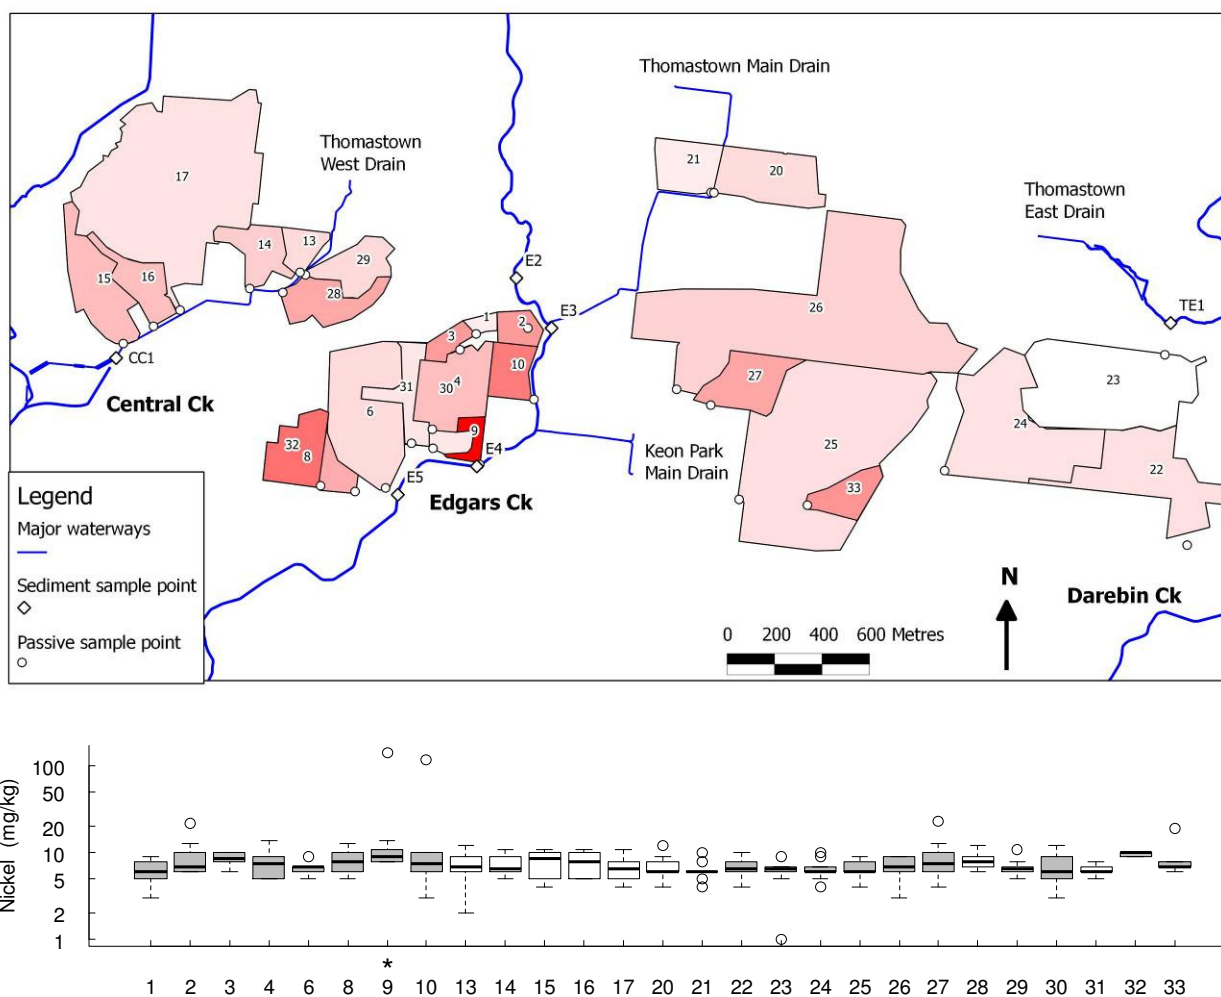 Thomastown Main Drain
Thomastown
West Drain
21
20
17
Thomastown
East Drain
13
14
29
E2
15
16
28
26
TE1
E3
1
2
3
CC1
10
27
23
31
30
4
Central Ck
6
24
9
25
32
8
E4
Keon Park
Main Drain
22
E5
33
Legend
Edgars Ck
Major waterways
N
Sediment sample point
Darebin Ck
0 200 400 600 Metres
Passive sample point
Nickel (mg/kg)
100
50
20
10
5
2
1
*
1 2 3 4 6 8 9 10 13 14 15 16 17 20 21 22 23 24 25 26 27 28 29 30 31 32 33